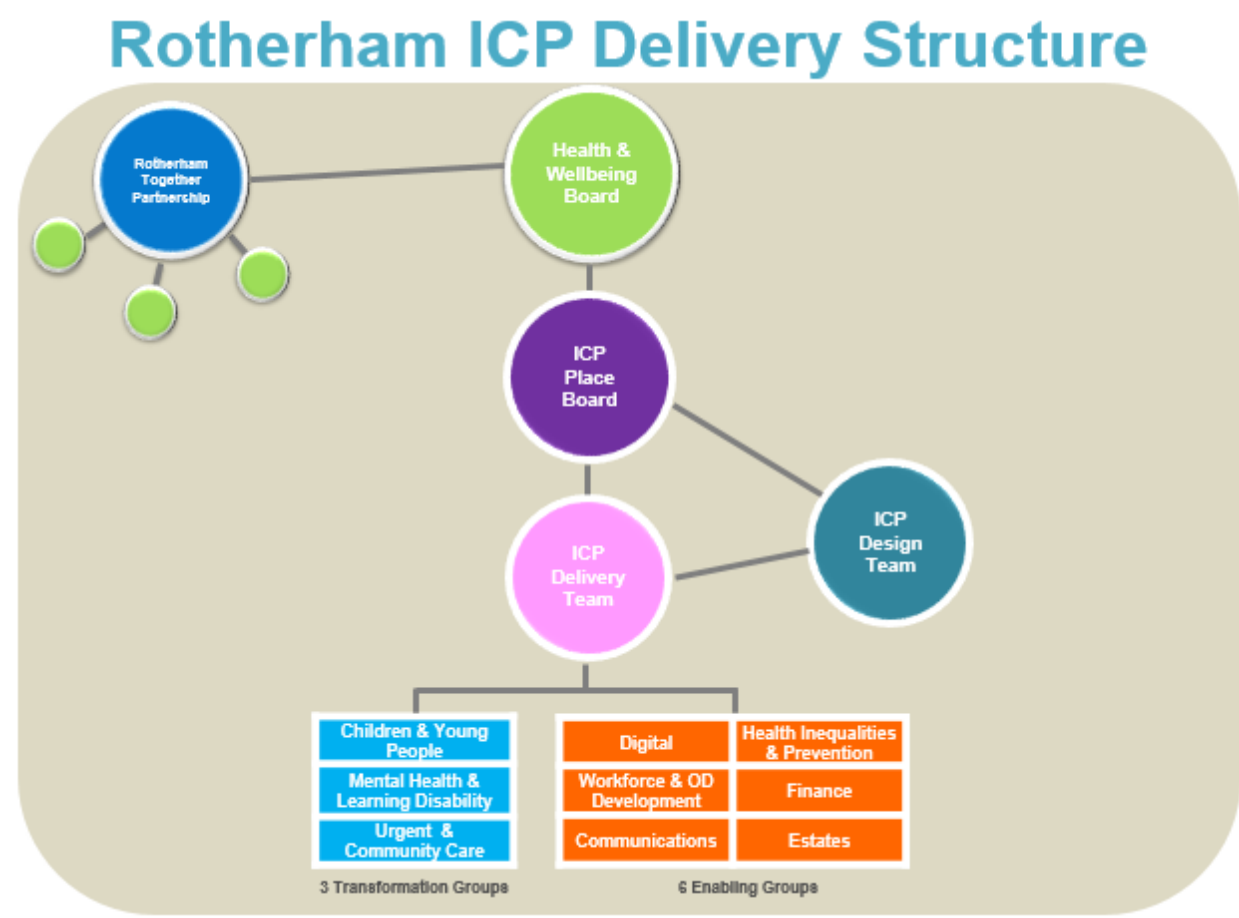 Rotherham ICP Delivery Structure
Rotherham
Together
Partnership
Health &
Wellbeing
Board
ICP
Place
Board
ICP
Design
Team
ICP
Delivery
Team
Children & Young
People
Mental Health &
Learning Disability
Urgent &
Community Care
3 Transformation Groups
Digital
Health Inequalities
& Prevention
Workforce & OD
Development
Finance
Communications
Estates
6 Enabling Groups